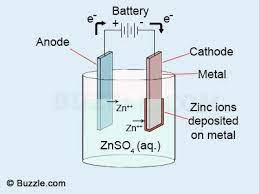 Battery
e⁻
+
-
e⁻
Anode
Cathode
Metal
Zn⁺⁺
Zn⁺⁺
Zinc ions
deposited
on metal
ZnSO₄ (aq.)
© Buzzle.com